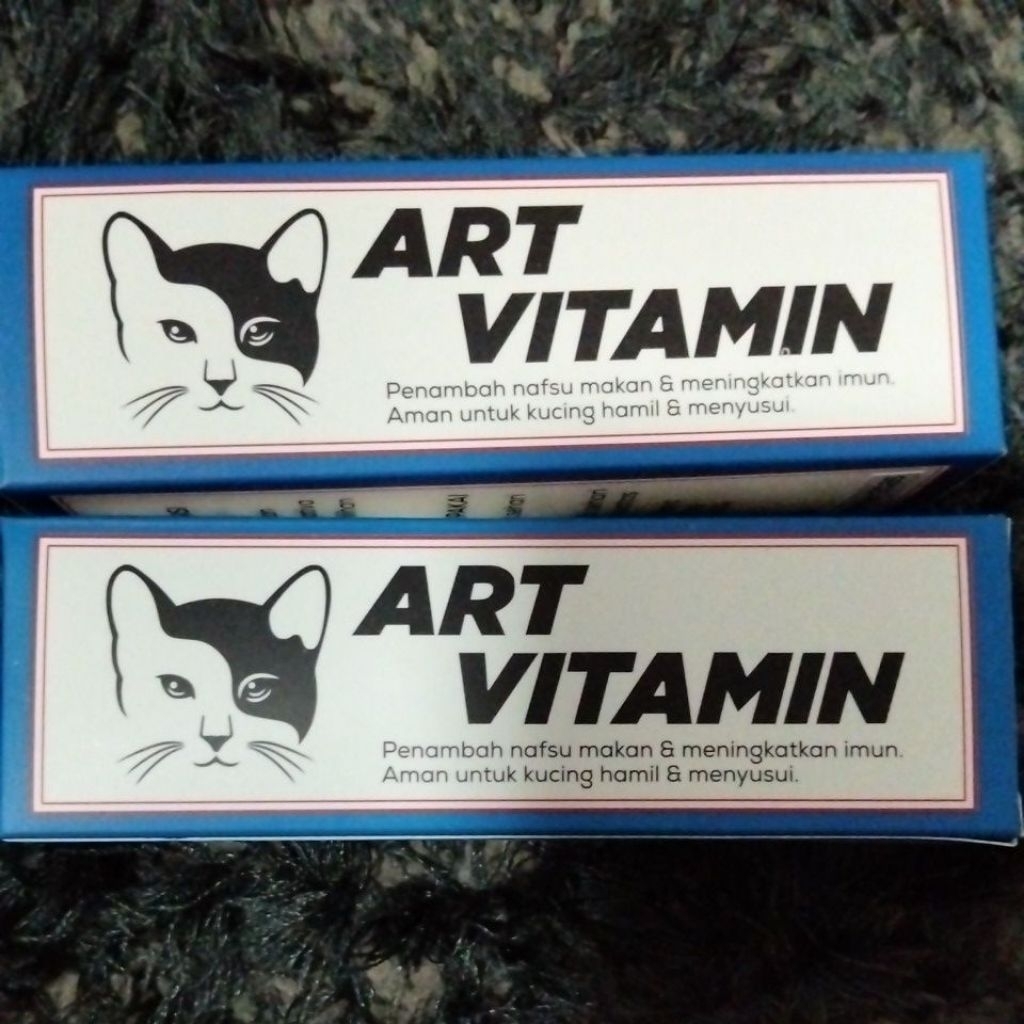 ART
VITAMIN
Penambah nafsu makan & meningkatkan imun.
Aman untuk kucing hamil & menyusui.
ART
VITAMIN
Penambah nafsu makan & meningkatkan imun.
Aman untuk kucing hamil & menyusui.